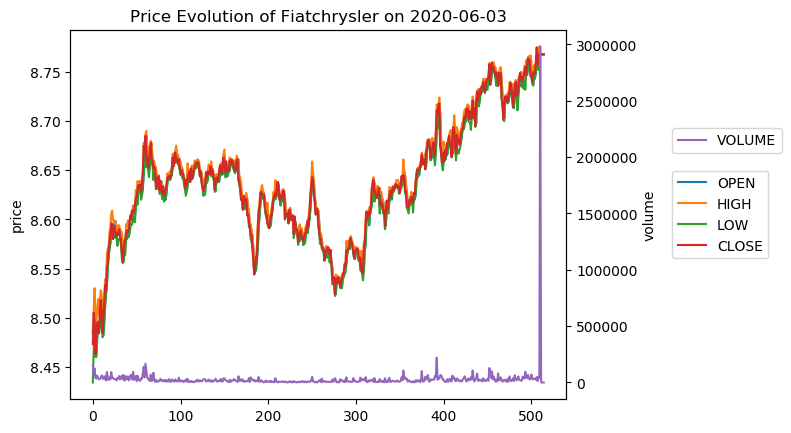 Price Evolution of Fiatchrysler on 2020-06-03
price
8.75
8.70
8.65
8.60
8.55
8.50
8.45
0
100
200
300
400
500
3000000
2500000
2000000
1500000
1000000
500000
0
volume
VOLUME
OPEN
HIGH
LOW
CLOSE